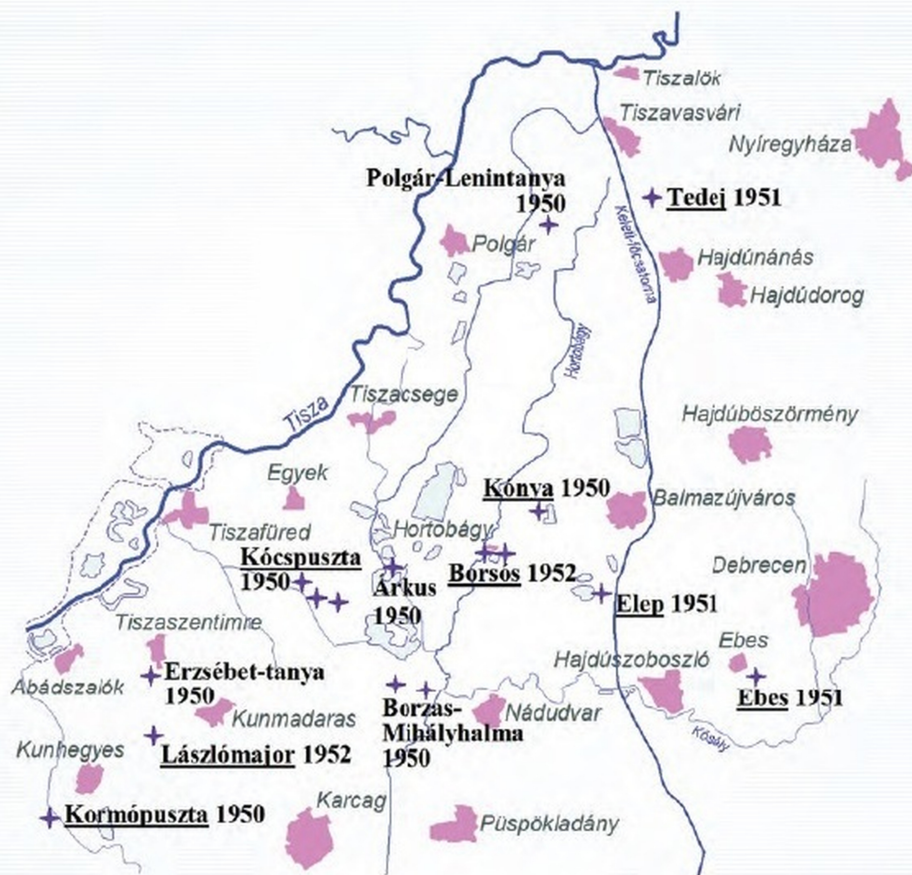 Tiszalök
Tiszavasvári
Nyíregyháza
Polgár-Lenintanya
1950
Tedej 1951
Keleti-főcsatorna
Polgár
Hajdúnánás
Hajdúdorog
Hortobágy
Tisza
Tiszacsege
Hajdúböszörmény
Egyek
Kónya 1950
Balmazújváros
Tiszafüred
Hortobágy
Kócspuszta
1950
Borsós 1952
Debrecen
Árkus
1950
Elep 1951
Tiszaszentimre
Ebes
Hajdúszoboszló
Abádszalók
Erzsébet-tanya
1950
Ebes 1951
Borzas-
Mihályhalma
1950
Nádudvar
Kunmadaras
Kösely
Kunhegyes
Lászlómajor 1952
Kormópuszta 1950
Karcag
Püspökladány